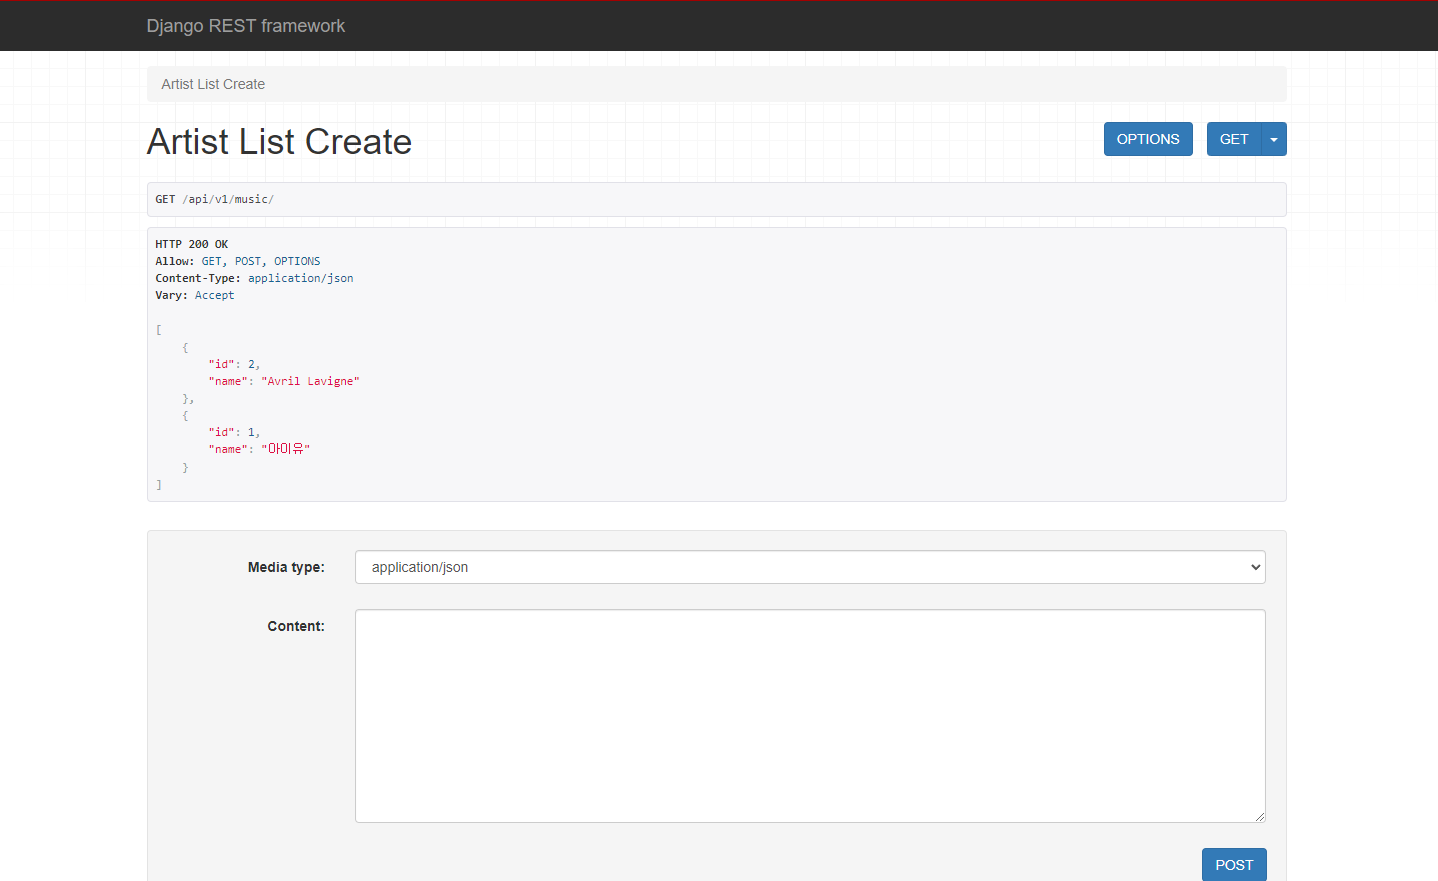 Django REST framework
Artist List Create
Artist List Create
OPTIONS
GET
GET /api/v1/music/
HTTP 200 OK
Allow: GET, POST, OPTIONS
Content-Type: application/json
Vary: Accept
[
    {
        "id": 2,
        "name": "Avril Lavigne"
    },
    {
        "id": 1,
        "name": "아이유"
    }
]
Media type:
application/json
Content:
POST